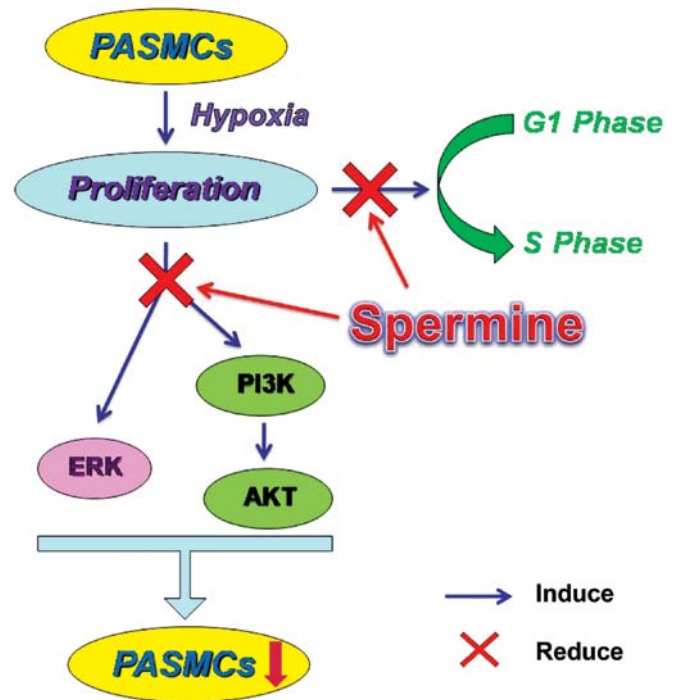 PASMCs
Hypoxia
Proliferation
G1 Phase
S Phase
Spermine
PI3K
ERK
AKT
PASMCs
Induce
Reduce